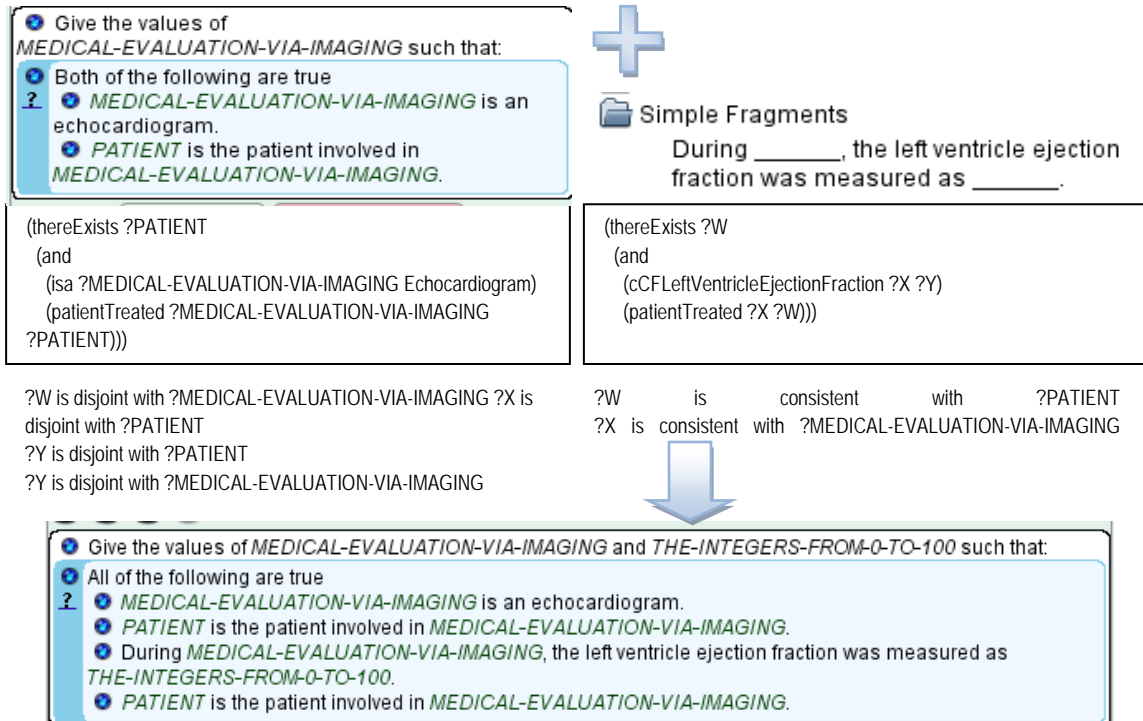 Give the values of
MEDICAL-EVALUATION-VIA-IMAGING such that:
Both of the following are true
? MEDICAL-EVALUATION-VIA-IMAGING is an
echocardiogram.
PATIENT is the patient involved in
MEDICAL-EVALUATION-VIA-IMAGING.
Simple Fragments
During ______, the left ventricle ejection
fraction was measured as ______.
(thereExists ?PATIENT
(and
(isa ?MEDICAL-EVALUATION-VIA-IMAGING Echocardiogram)
(patientTreated ?MEDICAL-EVALUATION-VIA-IMAGING
?PATIENT)))
(thereExists ?W
(and
(cCFLeftVentricleEjectionFraction ?X ?Y)
(patientTreated ?X ?W)))
?W is disjoint with ?MEDICAL-EVALUATION-VIA-IMAGING ?X is
disjoint with ?PATIENT
?Y is disjoint with ?PATIENT
?Y is disjoint with ?MEDICAL-EVALUATION-VIA-IMAGING
?W is consistent with ?PATIENT
?X is consistent with ?MEDICAL-EVALUATION-VIA-IMAGING
Give the values of MEDICAL-EVALUATION-VIA-IMAGING and THE-INTEGERS-FROM-0-TO-100 such that:
All of the following are true
? MEDICAL-EVALUATION-VIA-IMAGING is an echocardiogram.
PATIENT is the patient involved in MEDICAL-EVALUATION-VIA-IMAGING.
During MEDICAL-EVALUATION-VIA-IMAGING, the left ventricle ejection fraction was measured as
THE-INTEGERS-FROM-0-TO-100.
PATIENT is the patient involved in MEDICAL-EVALUATION-VIA-IMAGING.